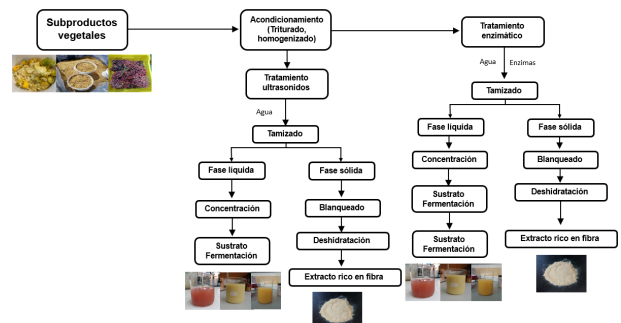 Subproductos
vegetales
Acondicionamiento
(Triturado,
homogenizado)
Tratamiento
enzimático
Agua
Enzimas
Tratamiento
ultrasonidos
Agua
Tamizado
Fase líquida
Concentración
Sustrato
Fermentación
Fase sólida
Blanqueado
Deshidratación
Extracto rico en fibra
Tamizado
Fase líquida
Concentración
Sustrato
Fermentación
Sustrato
Fermentación
Fase sólida
Blanqueado
Deshidratación
Extracto rico en fibra